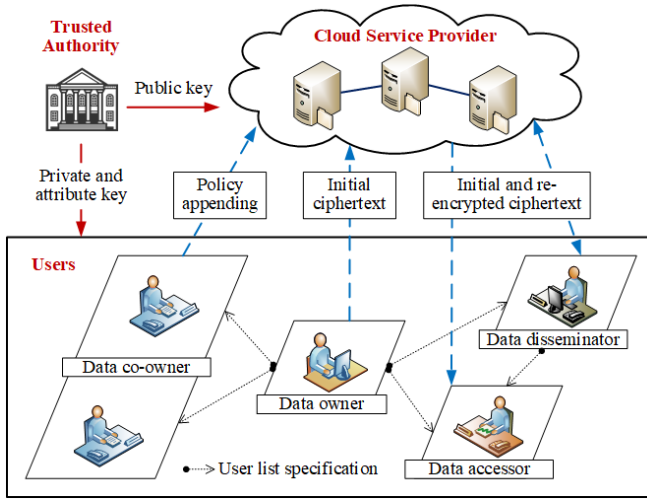 Trusted
Authority
Cloud Service Provider
Public key
Private and
attribute key
Policy
appending
Initial
ciphertext
Initial and re-
encrypted ciphertext
Users
Data co-owner
Data owner
Data disseminator
Data accessor
User list specification